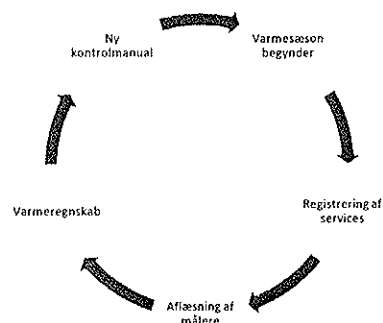 Ny
kontrolmanual
Varmesæson
begynder
Registrering af
services
Aflæsning af
målere
Varmeregnskab